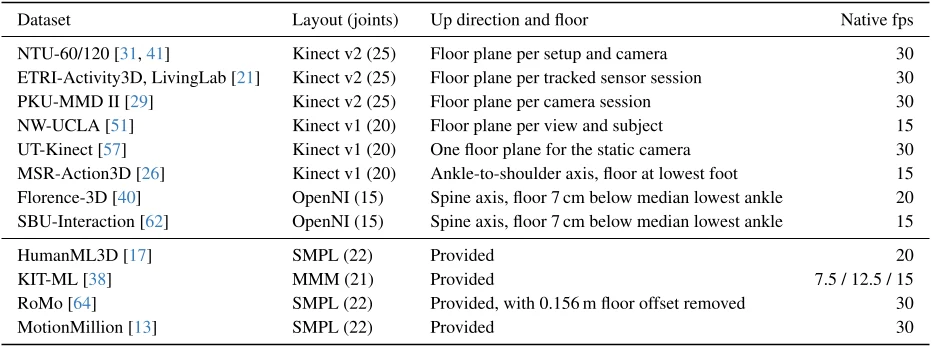 Dataset Layout (joints) Up direction and floor Native fps
NTU-60/120 [31, 41] Kinect v2 (25) Floor plane per setup and camera 30
ETRI-Activity3D, LivingLab [21] Kinect v2 (25) Floor plane per tracked sensor session 30
PKU-MMD II [29] Kinect v2 (25) Floor plane per camera session 30
NW-UCLA [51] Kinect v1 (20) Floor plane per view and subject 15
UT-Kinect [57] Kinect v1 (20) One floor plane for the static camera 30
MSR-Action3D [26] Kinect v1 (20) Ankle-to-shoulder axis, floor at lowest foot 15
Florence-3D [40] OpenNI (15) Spine axis, floor 7 cm below median lowest ankle 20
SBU-Interaction [62] OpenNI (15) Spine axis, floor 7 cm below median lowest ankle 15
HumanML3D [17] SMPL (22) Provided 20
KIT-ML [38] MMM (21) Provided 7.5 / 12.5 / 15
RoMo [64] SMPL (22) Provided, with 0.156 m floor offset removed 30
MotionMillion [13] SMPL (22) Provided 30